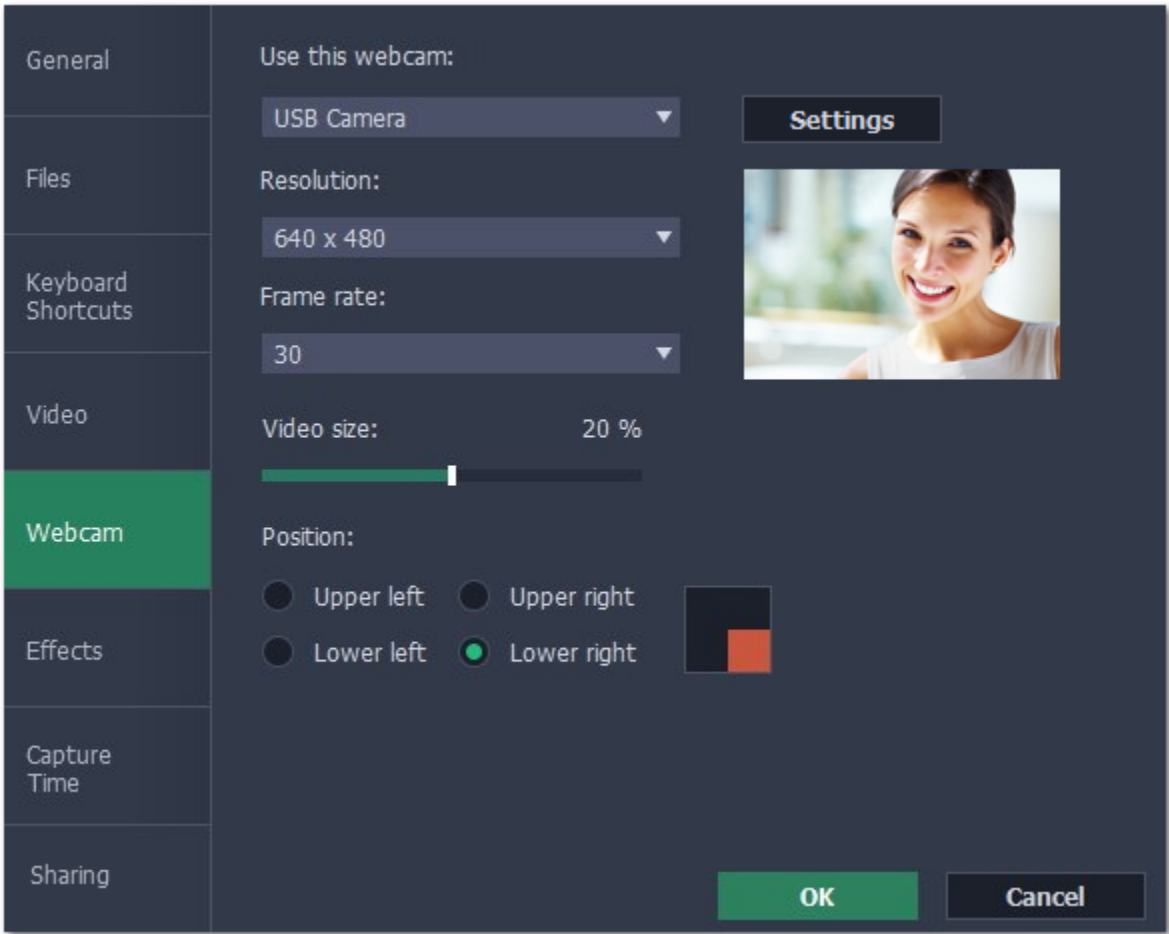 General
Files
Keyboard
Shortcuts
Video
Webcam
Effects
Capture
Time
Sharing
Use this webcam:
USB Camera
Settings
Resolution:
640 x 480
Frame rate:
30
Video size: 20 %
Position:
Upper left Upper right
Lower left Lower right
OK Cancel